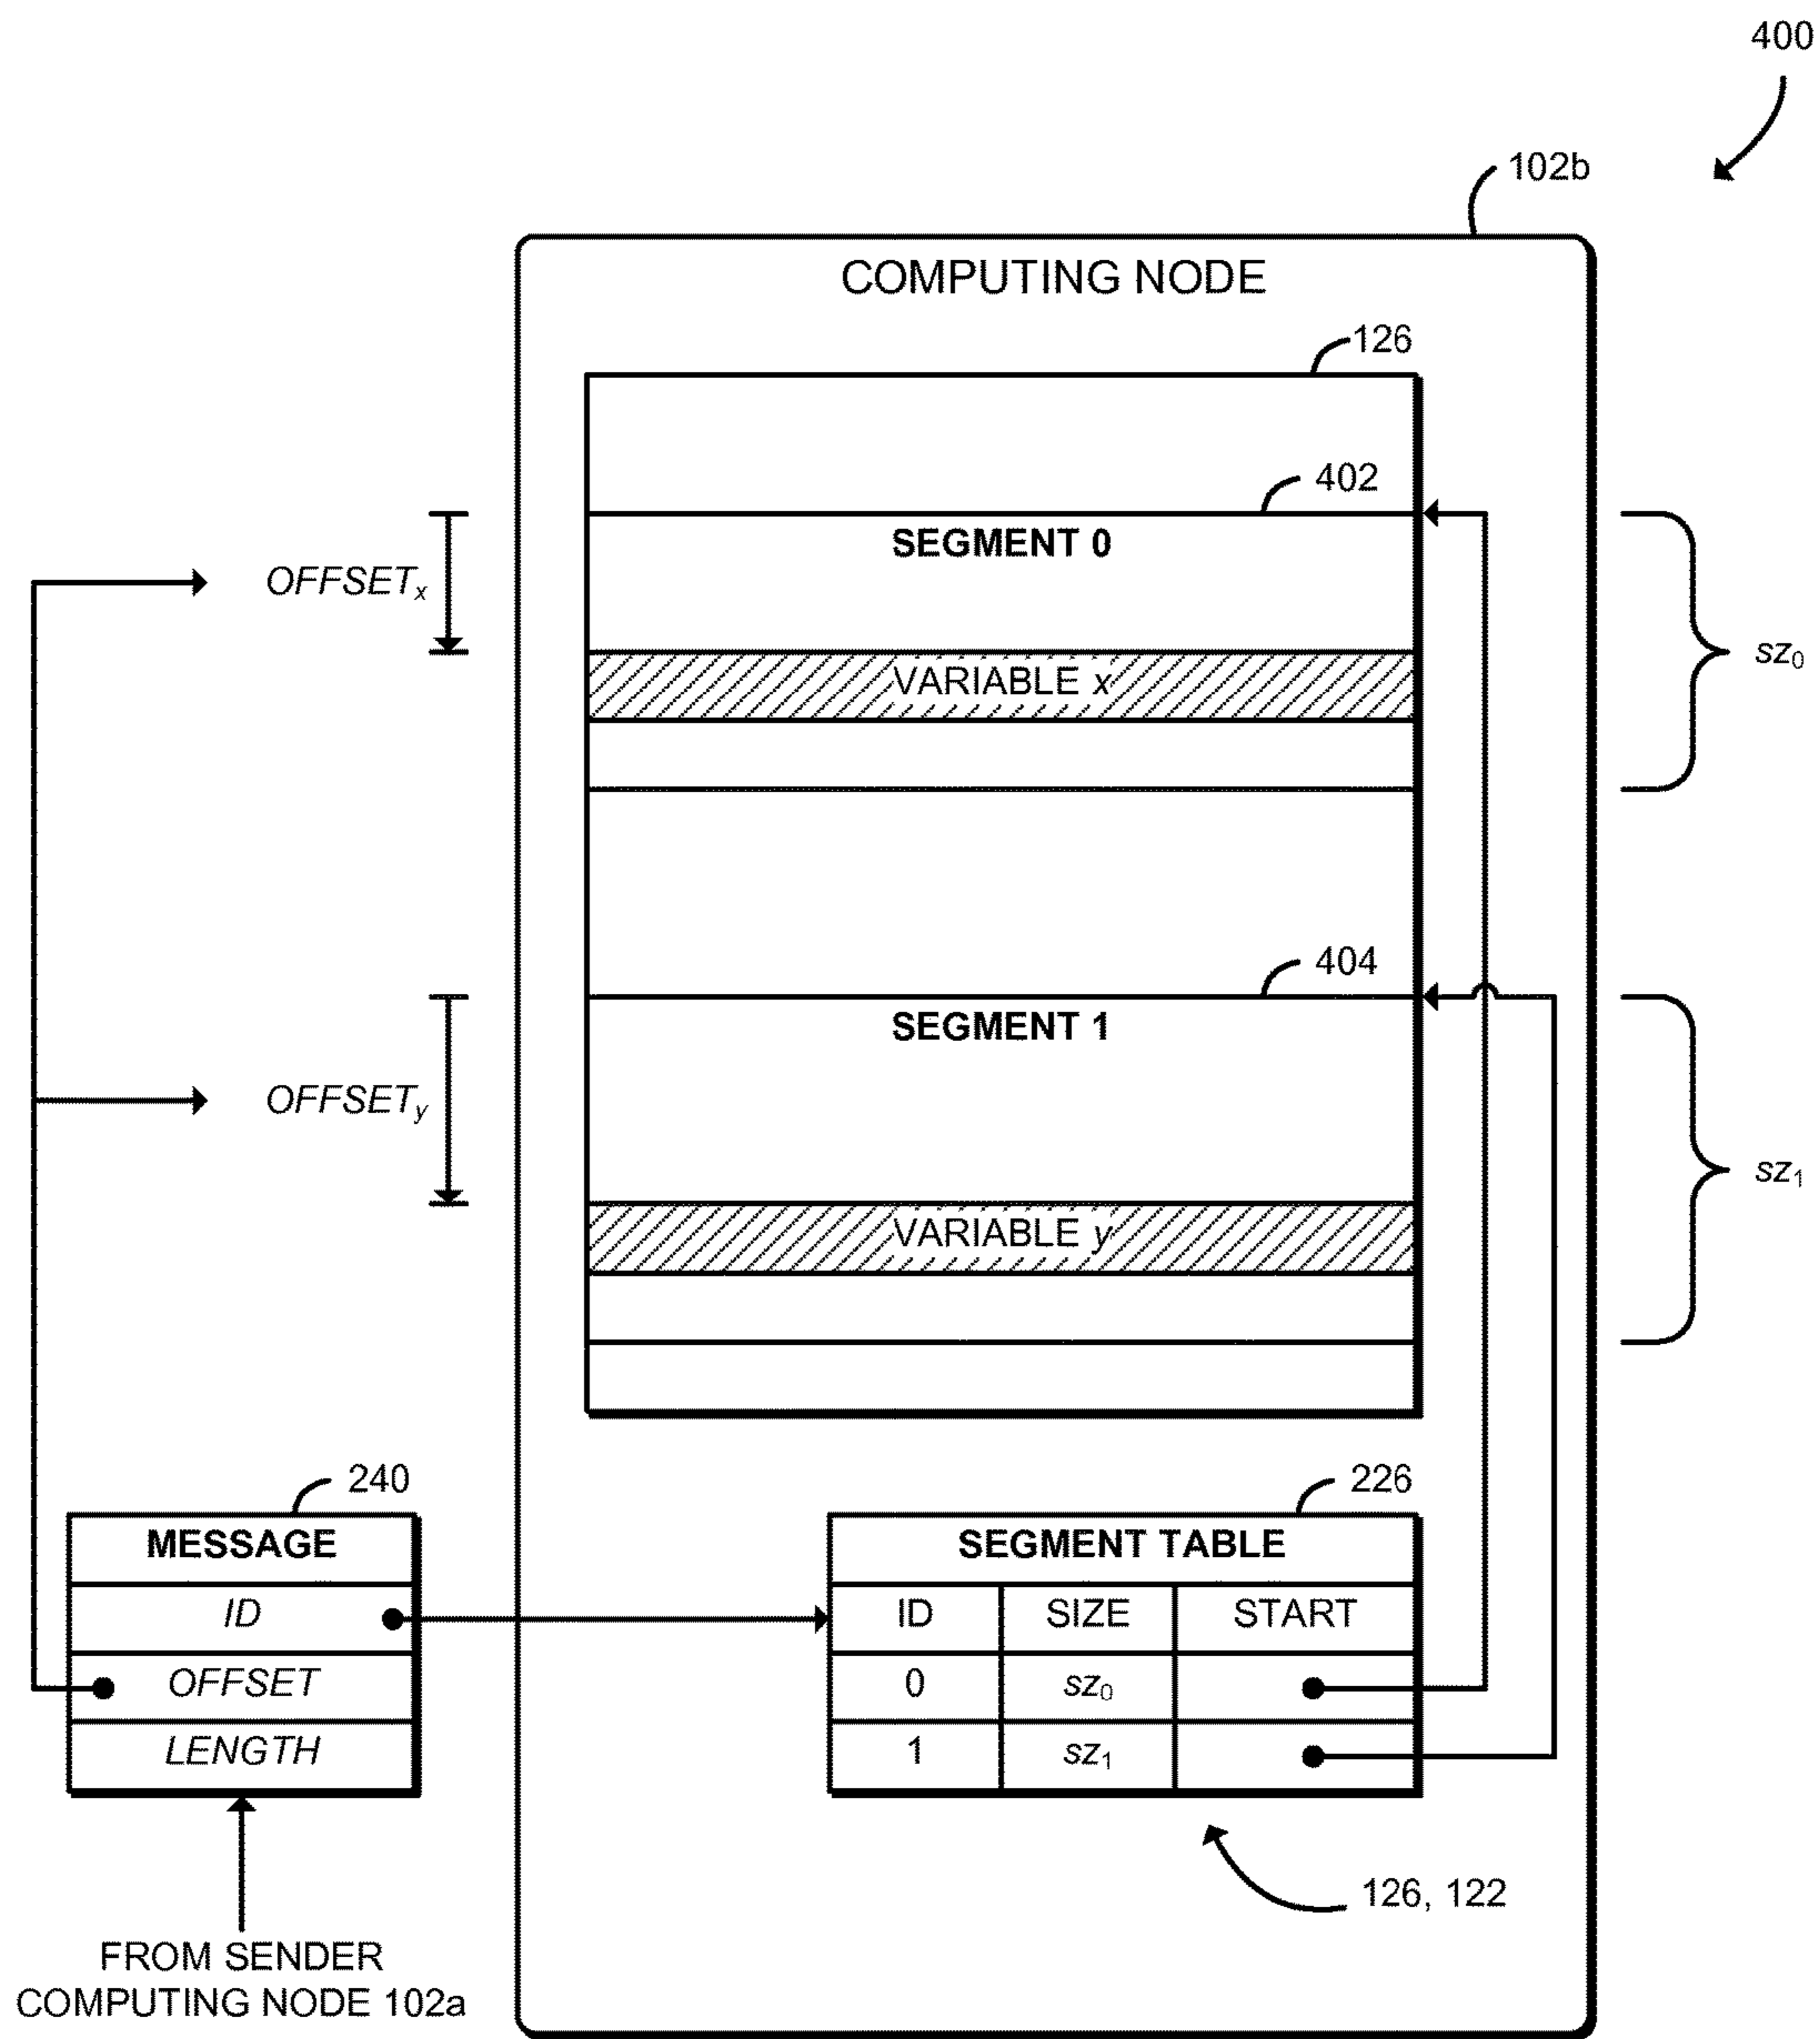 400
102b
COMPUTING NODE
126
402
SEGMENT 0
OFFSETₓ
VARIABLE x
sz₀
404
SEGMENT 1
OFFSETᵧ
VARIABLE y
sz₁
240
226
MESSAGE
ID
OFFSET
LENGTH
SEGMENT TABLE
ID SIZE START
0 sz₀
1 sz₁
126, 122
FROM SENDER
COMPUTING NODE 102a